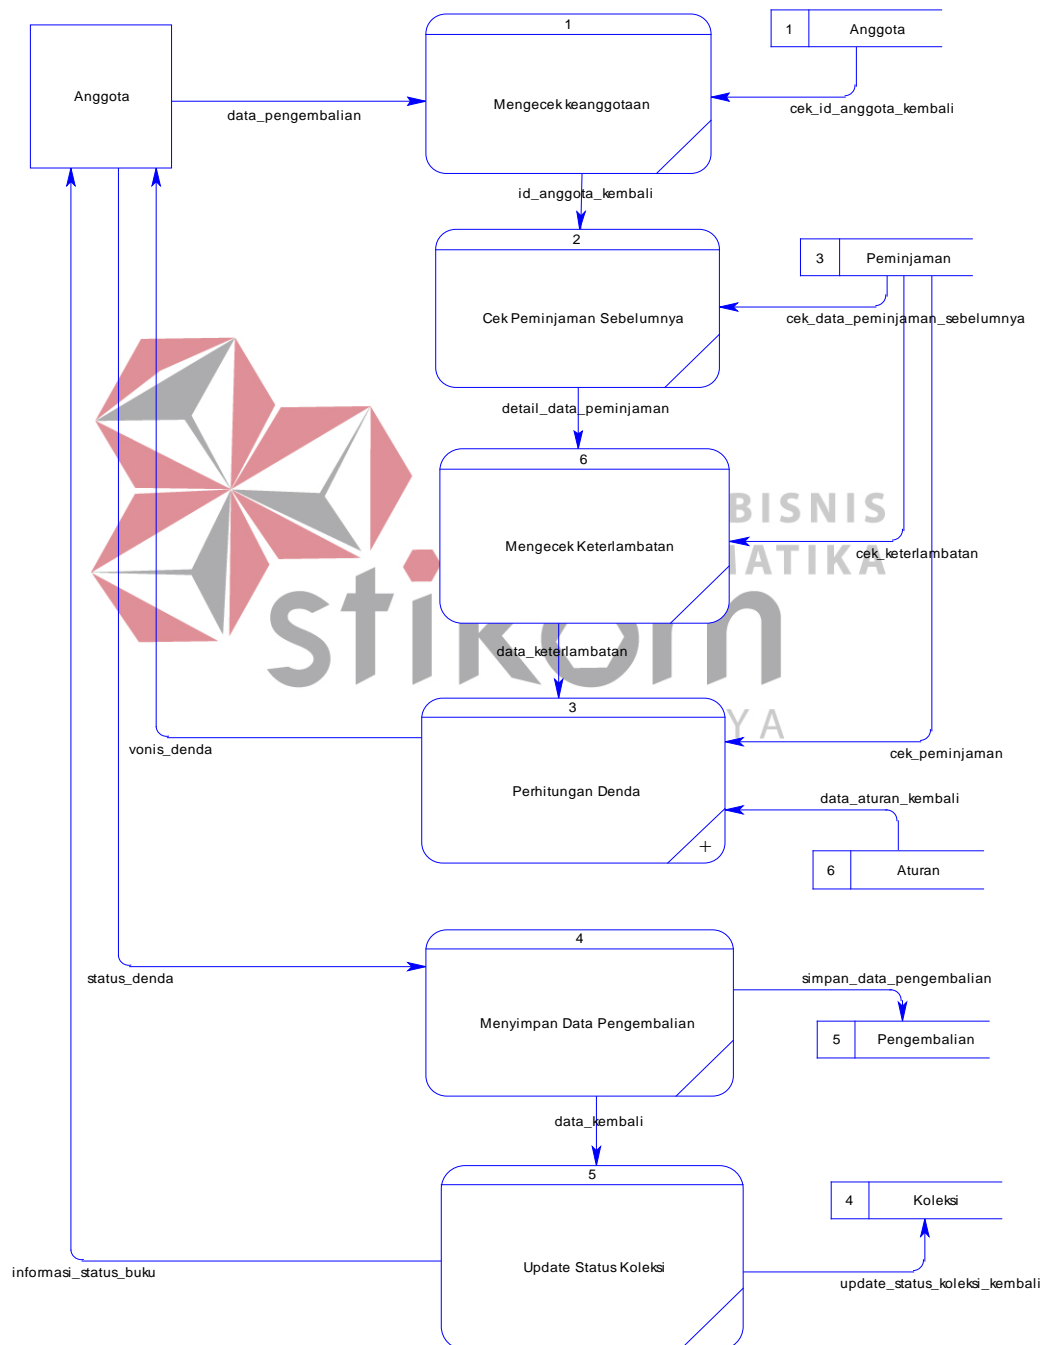 1
1 Anggota
Anggota
Mengecek keanggotaan
data_pengembalian
cek_id_anggota_kembali
id_anggota_kembali
2
3 Peminjaman
Cek Peminjaman Sebelumnya
cek_data_peminjaman_sebelumnya
detail_data_peminjaman
6
BISNIS
Mengecek Keterlambatan
cek_keterlambatan
MATIKA
stikom
data_keterlambatan
3
YA
vonis_denda
cek_peminjaman
Perhitungan Denda
data_aturan_kembali
+
6 Aturan
4
status_denda
simpan_data_pengembalian
Menyimpan Data Pengembalian
5 Pengembalian
data_kembali
5
4 Koleksi
Update Status Koleksi
informasi_status_buku
update_status_koleksi_kembali